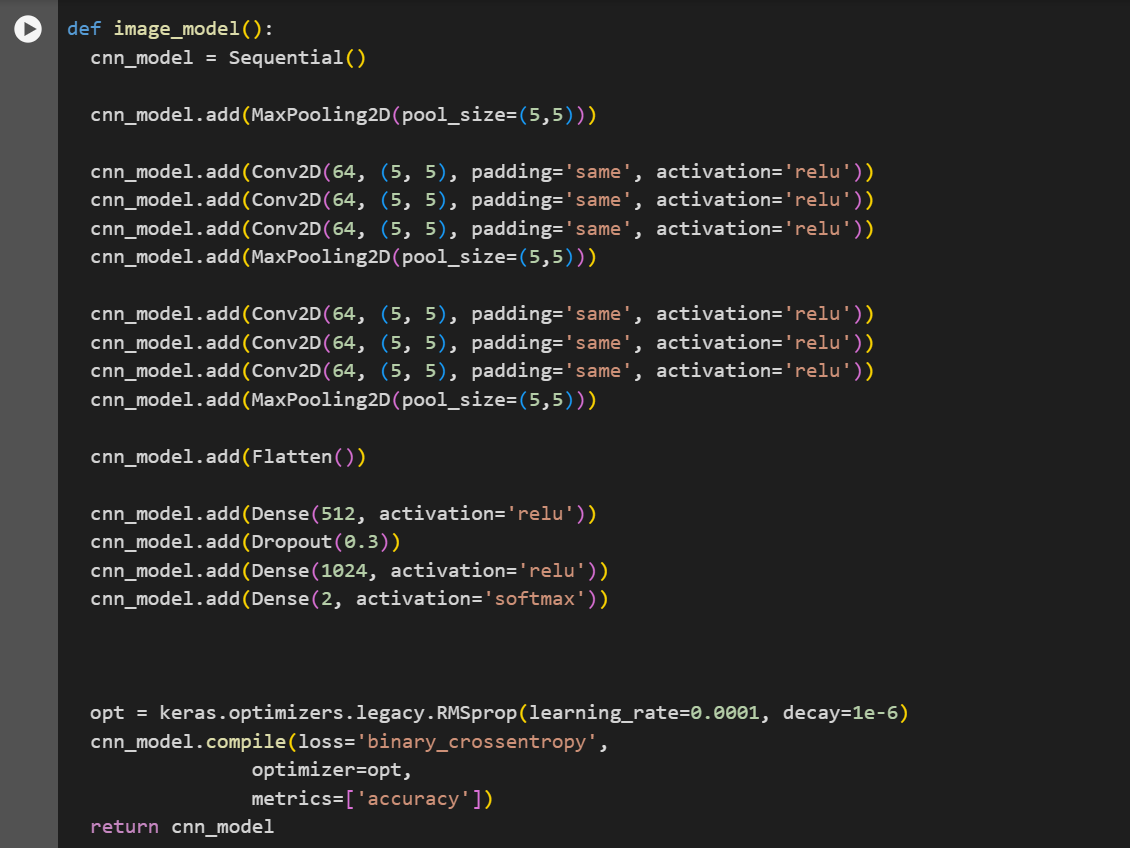 def image_model():
  cnn_model = Sequential()
  cnn_model.add(MaxPooling2D(pool_size=(5,5)))
  cnn_model.add(Conv2D(64, (5, 5), padding='same', activation='relu'))
  cnn_model.add(Conv2D(64, (5, 5), padding='same', activation='relu'))
  cnn_model.add(Conv2D(64, (5, 5), padding='same', activation='relu'))
  cnn_model.add(MaxPooling2D(pool_size=(5,5)))
  cnn_model.add(Conv2D(64, (5, 5), padding='same', activation='relu'))
  cnn_model.add(Conv2D(64, (5, 5), padding='same', activation='relu'))
  cnn_model.add(Conv2D(64, (5, 5), padding='same', activation='relu'))
  cnn_model.add(MaxPooling2D(pool_size=(5,5)))
  cnn_model.add(Flatten())
  cnn_model.add(Dense(512, activation='relu'))
  cnn_model.add(Dropout(0.3))
  cnn_model.add(Dense(1024, activation='relu'))
  cnn_model.add(Dense(2, activation='softmax'))
  opt = keras.optimizers.legacy.RMSprop(learning_rate=0.0001, decay=1e-6)
  cnn_model.compile(loss='binary_crossentropy',
                optimizer=opt,
                metrics=['accuracy'])
  return cnn_model